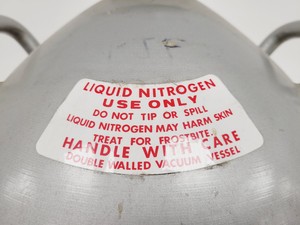 LIQUID NITROGEN
USE ONLY
DO NOT TIP OR SPILL
LIQUID NITROGEN MAY HARM SKIN
TREAT FOR FROSTBITE.
HANDLE WITH CARE
DOUBLE WALLED VACUUM VESSEL